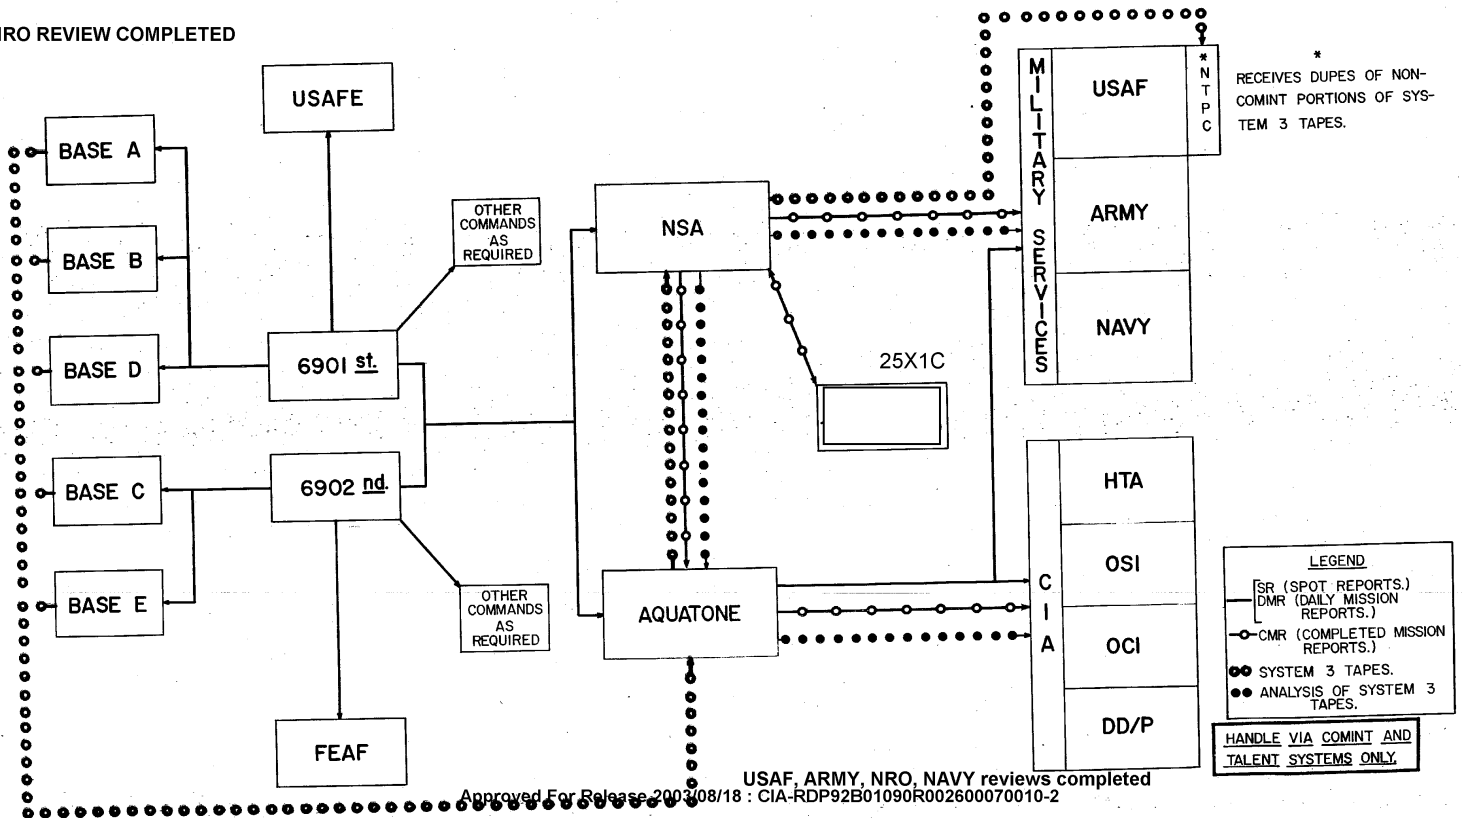 NRO REVIEW COMPLETED
USAFE
BASE A
BASE B
BASE D
BASE C
BASE E
OTHER
COMMANDS
AS
REQUIRED
6901 st.
6902 nd.
OTHER
COMMANDS
AS
REQUIRED
FEAF
NSA
25X1C
AQUATONE
MILITARY SERVICES
USAF
ARMY
NAVY
*NTPC
*
RECEIVES DUPES OF NON-
COMINT PORTIONS OF SYS-
TEM 3 TAPES.
CIA
HTA
OSI
OCI
DD/P
LEGEND
SR (SPOT REPORTS.)
DMR (DAILY MISSION
REPORTS.)
CMR (COMPLETED MISSION
REPORTS.)
SYSTEM 3 TAPES.
ANALYSIS OF SYSTEM 3
TAPES.
HANDLE VIA COMINT AND
TALENT SYSTEMS ONLY.
USAF, ARMY, NRO, NAVY reviews completed
Approved For Release 2003/08/18 : CIA-RDP92B01090R002600070010-2